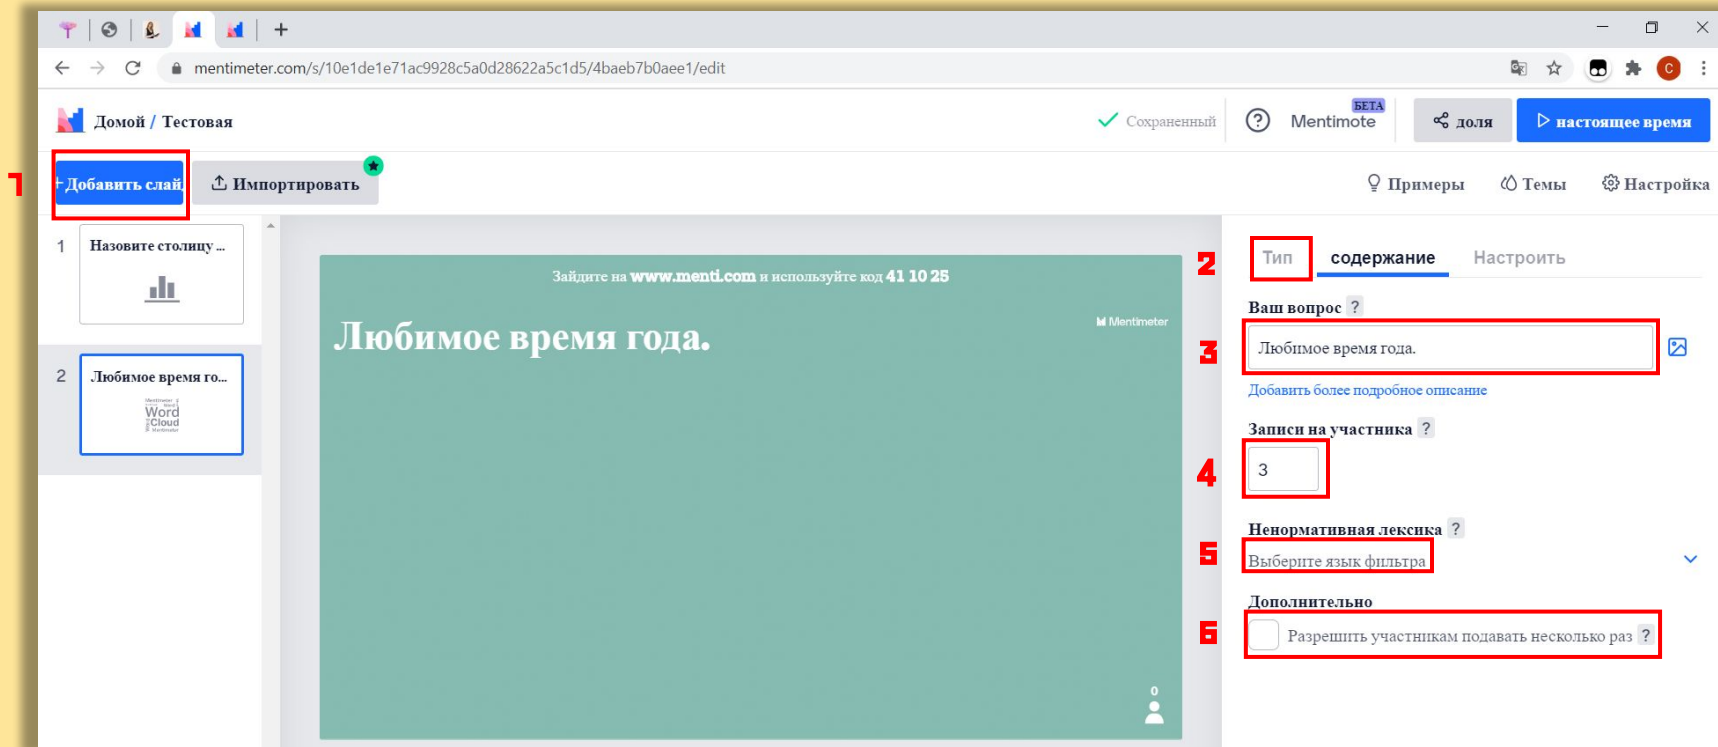 mentimeter.com/s/10e1de1e71ac9928c5a0d28622a5c1d5/4baeb7b0aee1/edit
C
Домой / Тестовая
Сохраненный
?
Mentimote
БЕТА
доля
настоящее время
1
+Добавить слай
Импортировать
Примеры
Темы
Настройка
1
Назовите столицу ...
2
Любимое время го...
Word
Cloud
Mentimeter
Зайдите на www.menti.com и используйте код 41 10 25
Любимое время года.
Mentimeter
0
2
Тип
содержание
Настроить
Ваш вопрос ?
3
Любимое время года.
Добавить более подробное описание
Записи на участника ?
4
3
Ненормативная лексика ?
5
Выберите язык фильтра
Дополнительно
6
Разрешить участникам подавать несколько раз ?